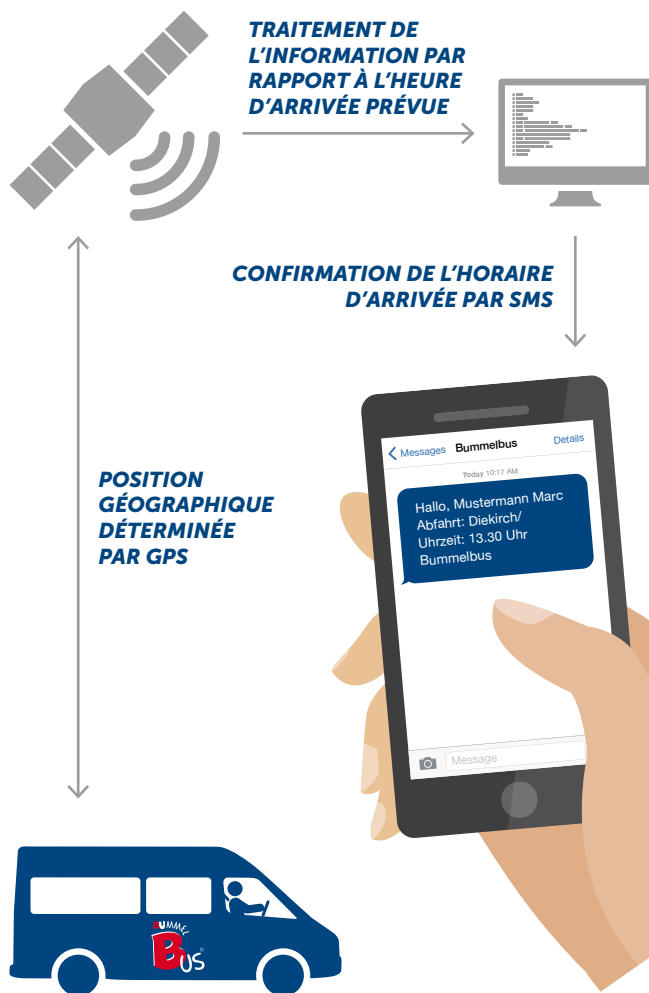 TRAITEMENT DE
L'INFORMATION PAR
RAPPORT À L'HEURE
D'ARRIVÉE PRÉVUE
CONFIRMATION DE L'HORAIRE
D'ARRIVÉE PAR SMS
POSITION
GÉOGRAPHIQUE
DÉTERMINÉE
PAR GPS
Messages Bummelbus Details
Today 10:17 AM
Hallo, Mustermann Marc
Abfahrt: Diekirch/
Uhrzeit: 13.30 Uhr
Bummelbus
Message
BUMMEL
BUS